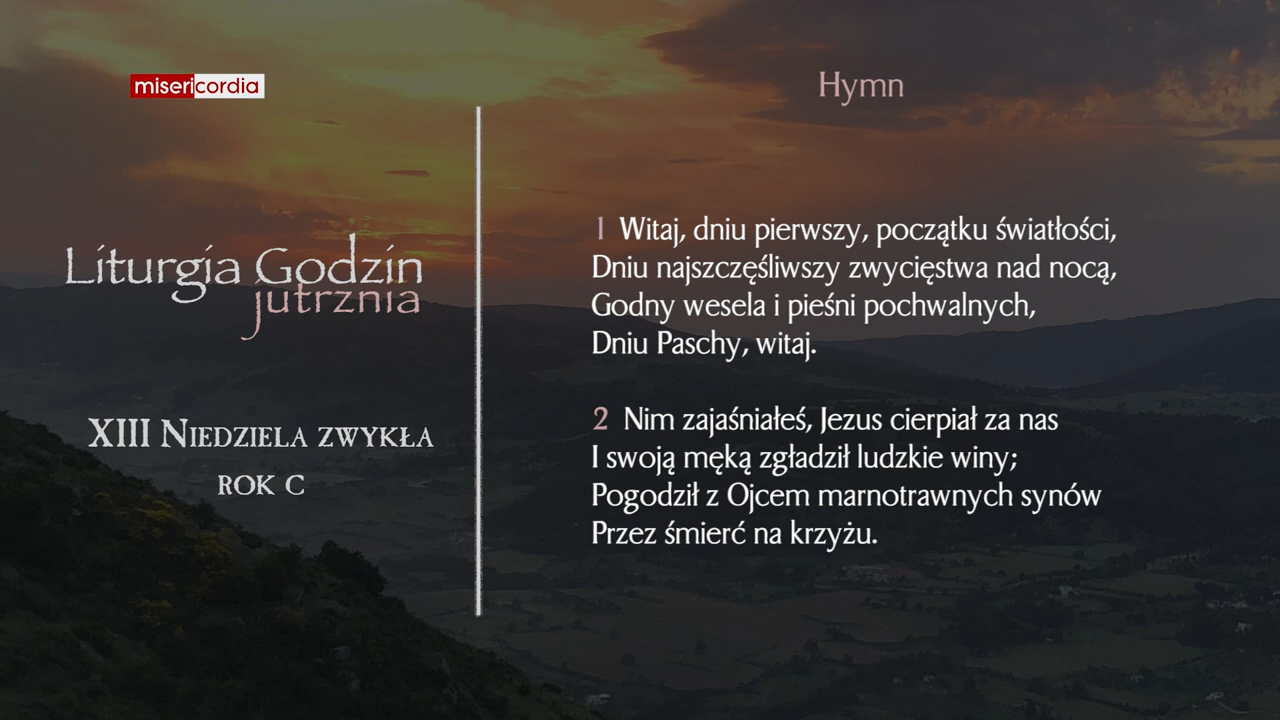 misericordia
Liturgia Godzin
jutrznia
XIII Niedziela zwykła
rok C
Hymn
1 Witaj, dniu pierwszy, początku światłości,
Dniu najszczęśliwszy zwycięstwa nad nocą,
Godny wesela i pieśni pochwalnych,
Dniu Paschy, witaj.
2 Nim zajaśniałeś, Jezus cierpiał za nas
I swoją męką zgładził ludzkie winy;
Pogodził z Ojcem marnotrawnych synów
Przez śmierć na krzyżu.